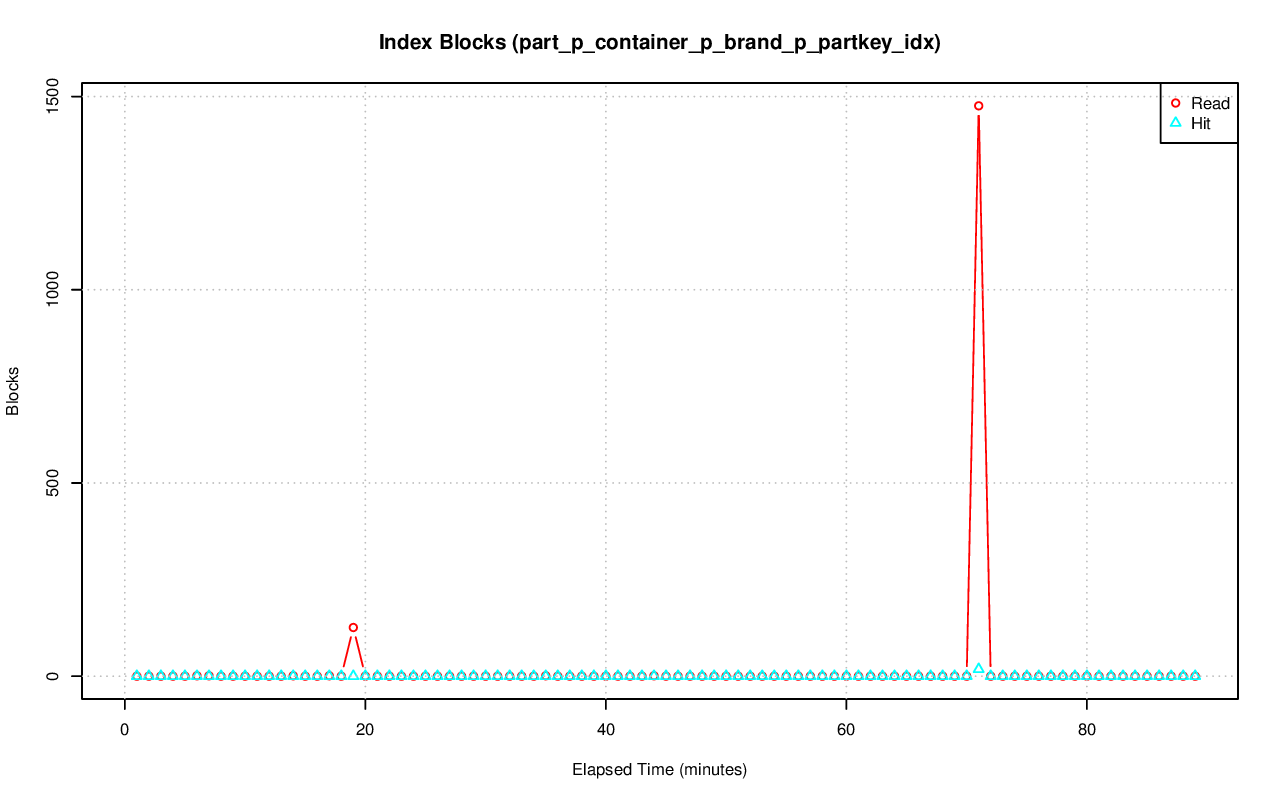 Index Blocks (part_p_container_p_brand_p_partkey_idx)
Read
Hit
1500
1000
500
0
Blocks
0 20 40 60 80
Elapsed Time (minutes)